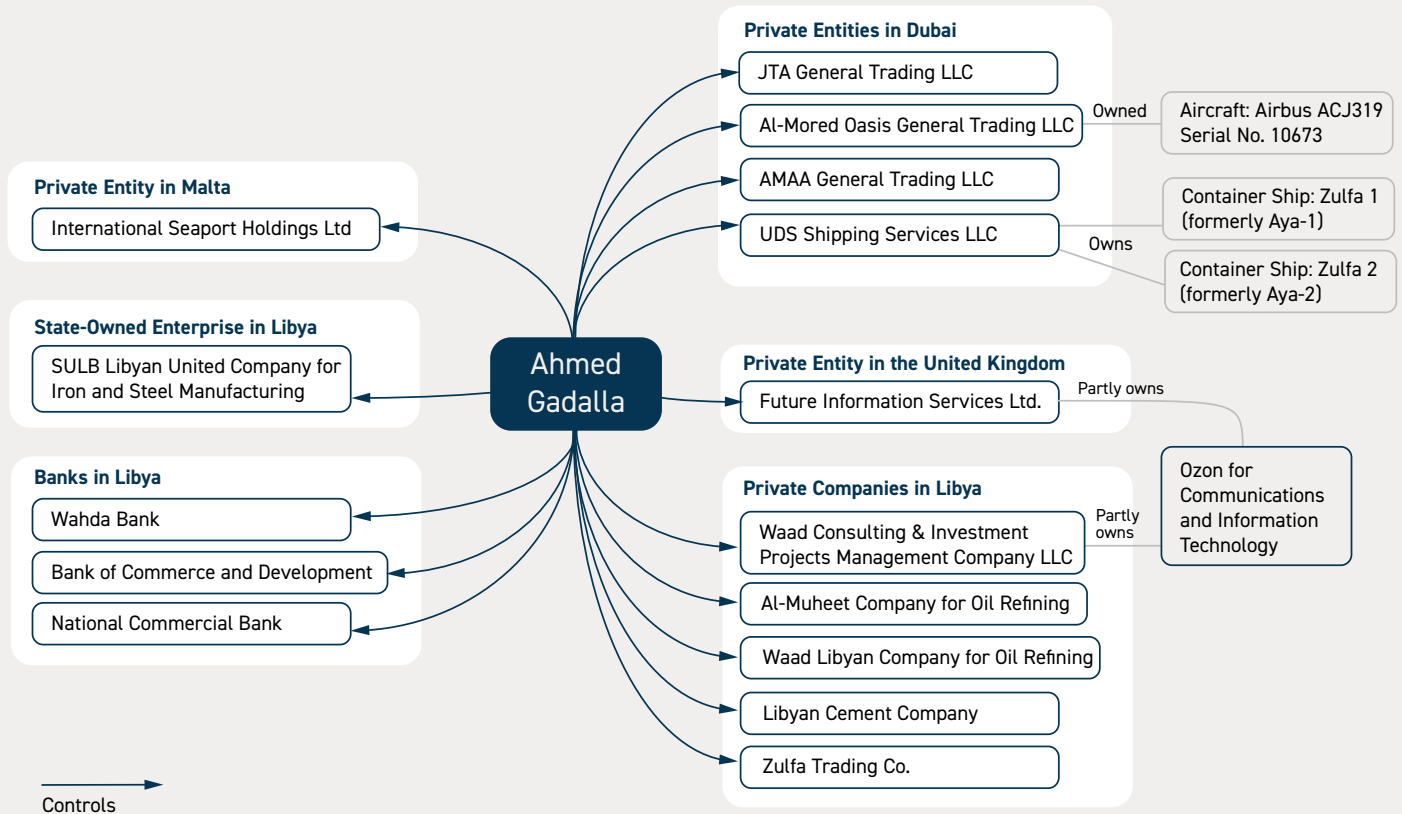 Private Entities in Dubai
JTA General Trading LLC
Al-Mored Oasis General Trading LLC
Owned
Aircraft: Airbus ACJ319
Serial No. 10673
AMAA General Trading LLC
UDS Shipping Services LLC
Owns
Container Ship: Zulfa 1
(formerly Aya-1)
Container Ship: Zulfa 2
(formerly Aya-2)
Private Entity in Malta
International Seaport Holdings Ltd
State-Owned Enterprise in Libya
SULB Libyan United Company for
Iron and Steel Manufacturing
Ahmed
Gadalla
Private Entity in the United Kingdom
Future Information Services Ltd.
Partly owns
Banks in Libya
Wahda Bank
Bank of Commerce and Development
National Commercial Bank
Private Companies in Libya
Waad Consulting & Investment
Projects Management Company LLC
Partly
owns
Ozon for
Communications
and Information
Technology
Al-Muheet Company for Oil Refining
Waad Libyan Company for Oil Refining
Libyan Cement Company
Zulfa Trading Co.
Controls